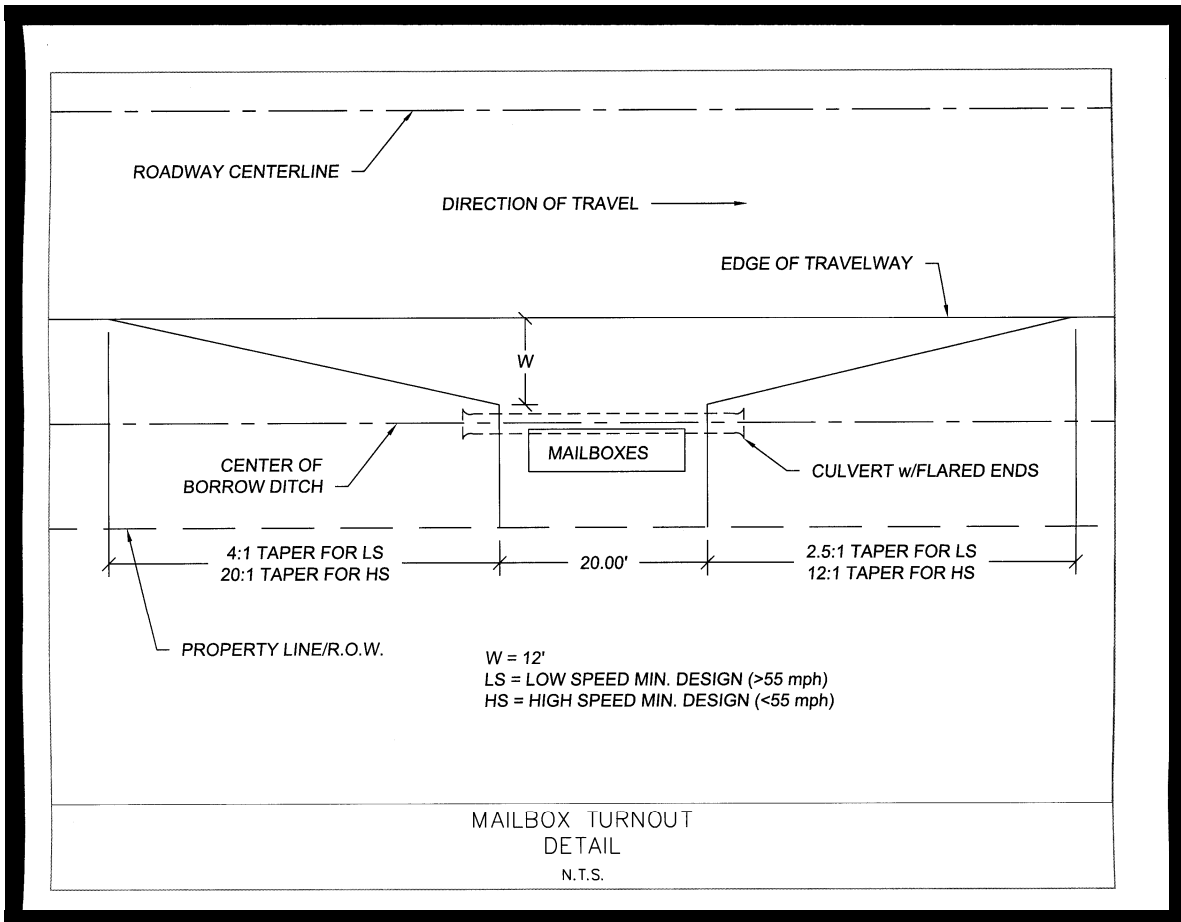 ROADWAY CENTERLINE
DIRECTION OF TRAVEL
EDGE OF TRAVELWAY
W
MAILBOXES
CENTER OF
BORROW DITCH
CULVERT w/FLARED ENDS
4:1 TAPER FOR LS
20:1 TAPER FOR HS
20.00'
2.5:1 TAPER FOR LS
12:1 TAPER FOR HS
PROPERTY LINE/R.O.W.
W = 12'
LS = LOW SPEED MIN. DESIGN (>55 mph)
HS = HIGH SPEED MIN. DESIGN (<55 mph)
MAILBOX TURNOUT
DETAIL
N.T.S.